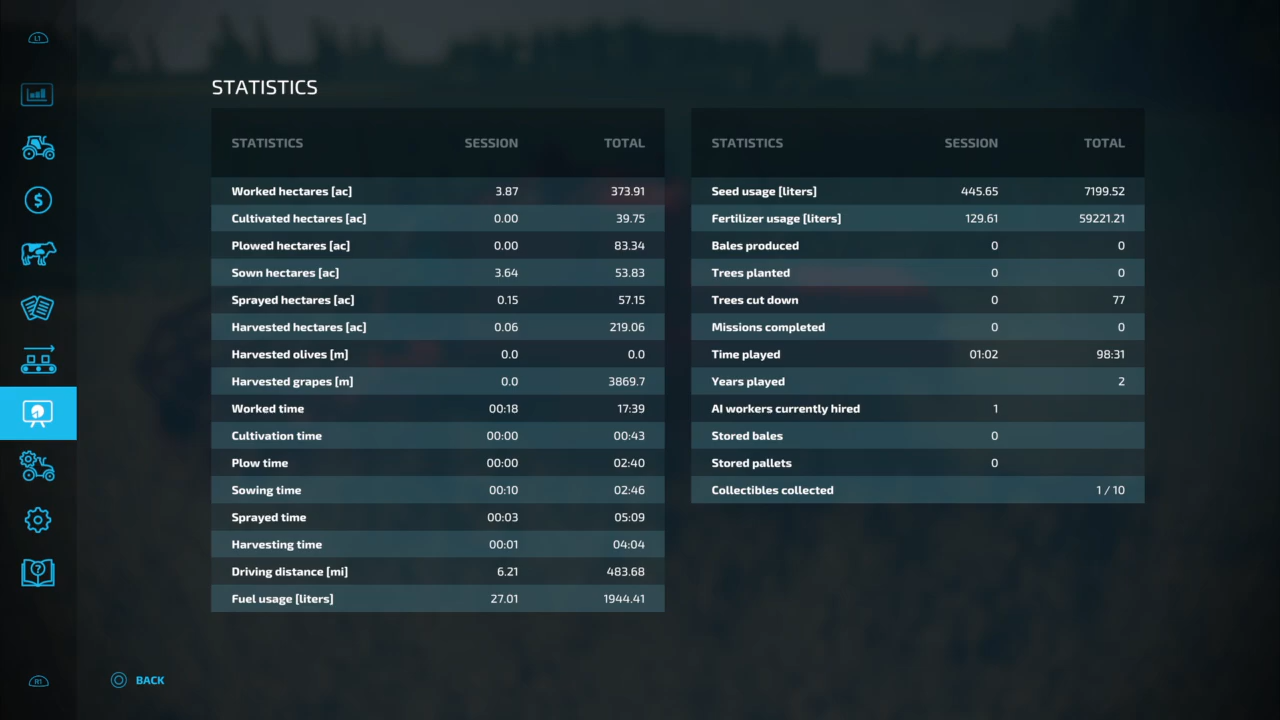 L1
STATISTICS
STATISTICS SESSION TOTAL
Worked hectares [ac] 3.87 373.91
Cultivated hectares [ac] 0.00 39.75
Plowed hectares [ac] 0.00 83.34
Sown hectares [ac] 3.64 53.83
Sprayed hectares [ac] 0.15 57.15
Harvested hectares [ac] 0.06 219.06
Harvested olives [m] 0.0 0.0
Harvested grapes [m] 0.0 3869.7
Worked time 00:18 17:39
Cultivation time 00:00 00:43
Plow time 00:00 02:40
Sowing time 00:10 02:46
Sprayed time 00:03 05:09
Harvesting time 00:01 04:04
Driving distance [mi] 6.21 483.68
Fuel usage [liters] 27.01 1944.41
STATISTICS SESSION TOTAL
Seed usage [liters] 445.65 7199.52
Fertilizer usage [liters] 129.61 59221.21
Bales produced 0 0
Trees planted 0 0
Trees cut down 0 77
Missions completed 0 0
Time played 01:02 98:31
Years played 2
AI workers currently hired 1
Stored bales 0
Stored pallets 0
Collectibles collected 1 / 10
R1
BACK